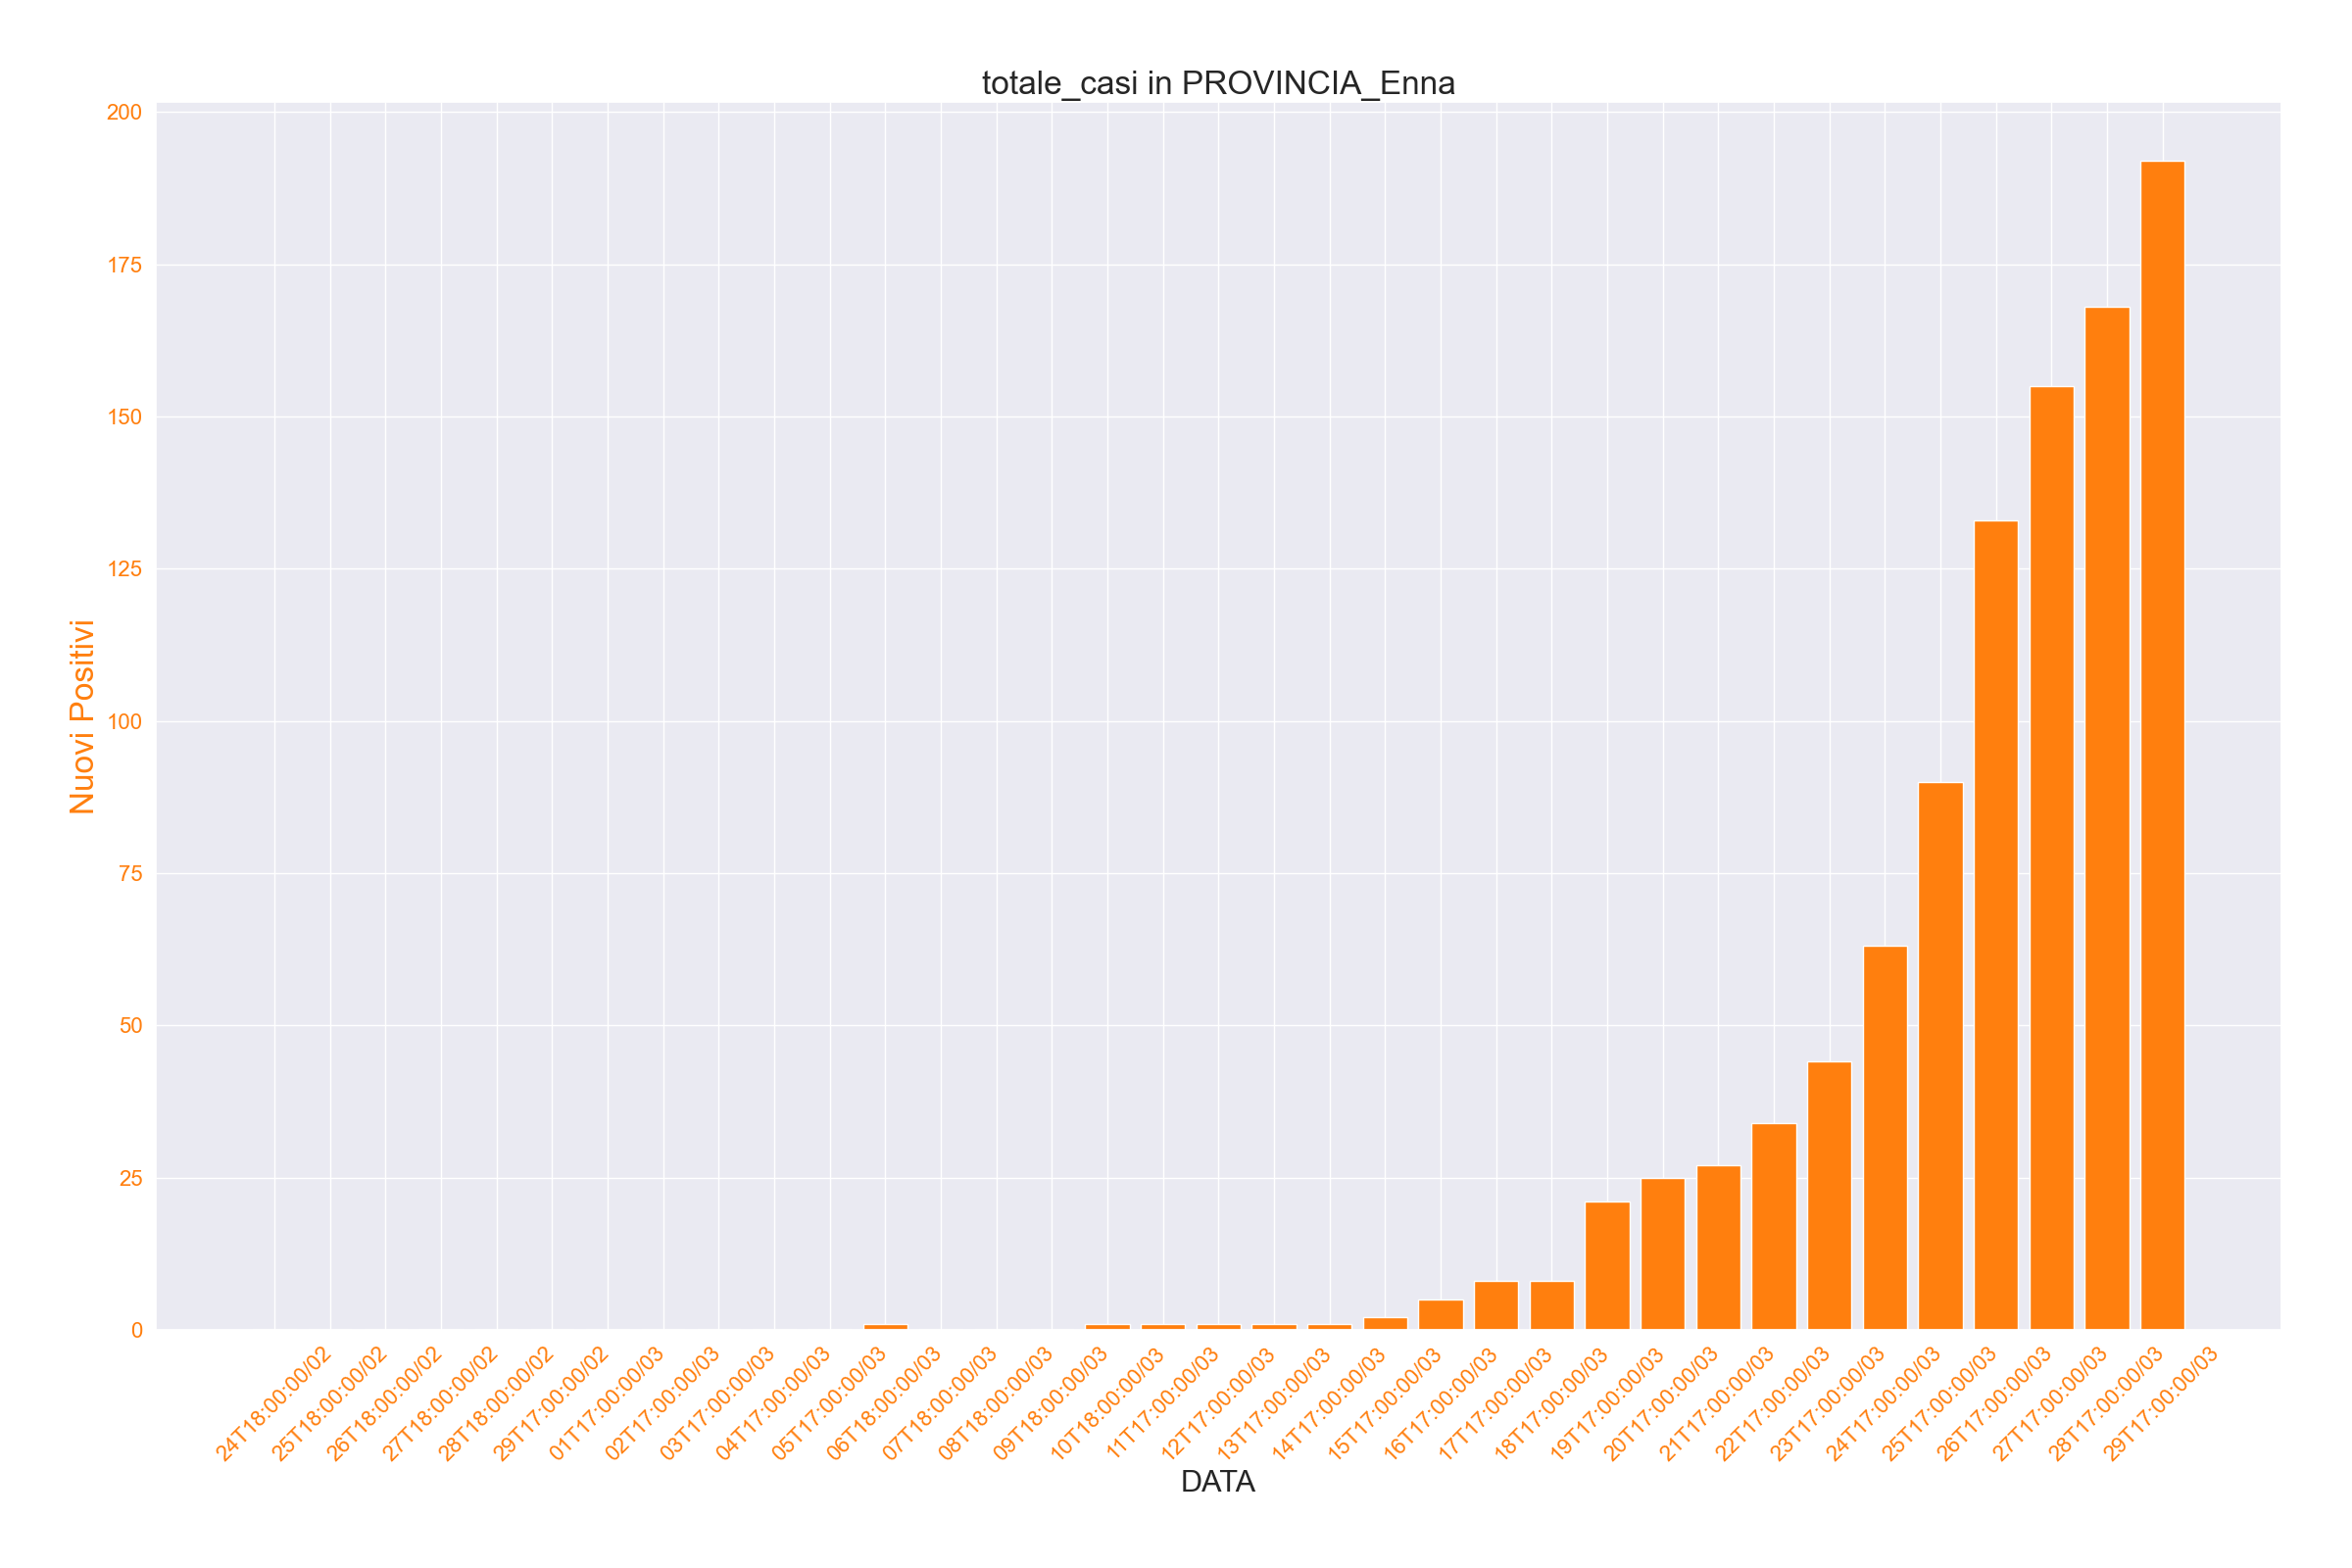 totale_casi in PROVINCIA_Enna
200
175
150
125
100
75
50
25
0
Nuovi Positivi
24T18:00:00/02
25T18:00:00/02
26T18:00:00/02
27T18:00:00/02
28T18:00:00/02
29T17:00:00/02
01T17:00:00/03
02T17:00:00/03
03T17:00:00/03
04T17:00:00/03
05T17:00:00/03
06T18:00:00/03
07T18:00:00/03
08T18:00:00/03
09T18:00:00/03
10T18:00:00/03
11T17:00:00/03
12T17:00:00/03
13T17:00:00/03
14T17:00:00/03
15T17:00:00/03
16T17:00:00/03
17T17:00:00/03
18T17:00:00/03
19T17:00:00/03
20T17:00:00/03
21T17:00:00/03
22T17:00:00/03
23T17:00:00/03
24T17:00:00/03
25T17:00:00/03
26T17:00:00/03
27T17:00:00/03
28T17:00:00/03
29T17:00:00/03
DATA